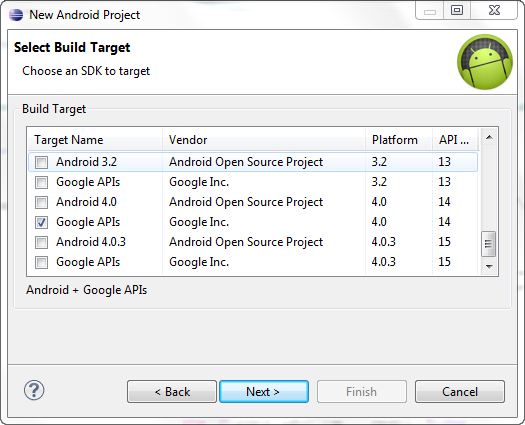 New Android Project
Select Build Target
Choose an SDK to target
Build Target
Target Name Vendor Platform API ...
Android 3.2 Android Open Source Project 3.2 13
Google APIs Google Inc. 3.2 13
Android 4.0 Android Open Source Project 4.0 14
Google APIs Google Inc. 4.0 14
Android 4.0.3 Android Open Source Project 4.0.3 15
Google APIs Google Inc. 4.0.3 15
Android + Google APIs
? < Back Next > Finish Cancel